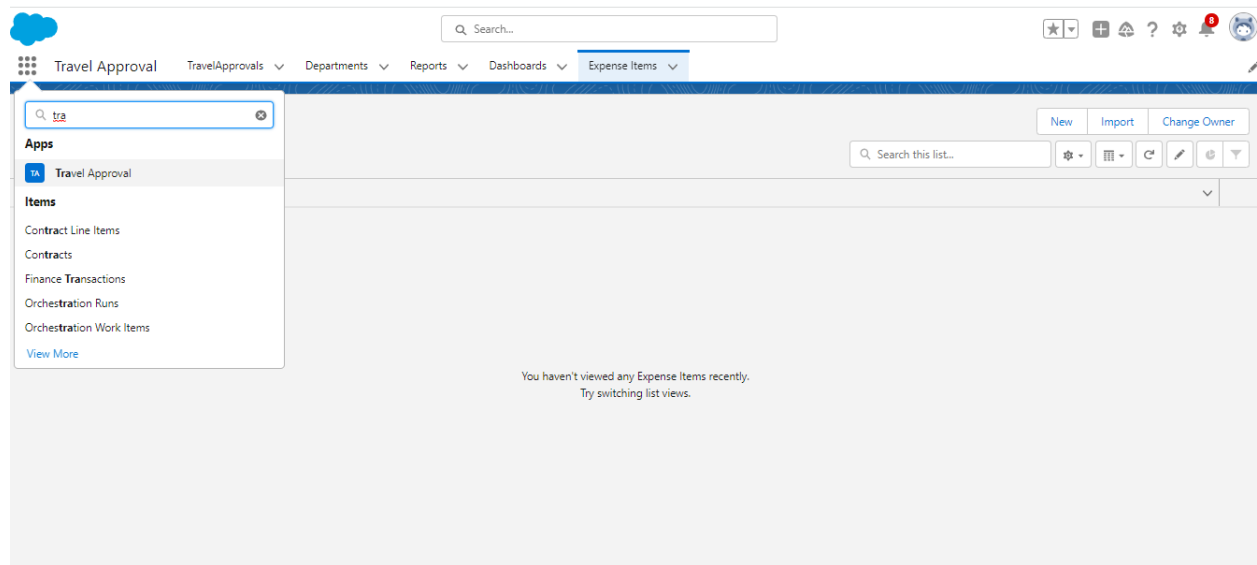 Search...
8
Travel Approval TravelApprovals Departments Reports Dashboards Expense Items
tra
New Import Change Owner
Apps
Search this list...
TA Travel Approval
Items
Contract Line Items
Contracts
Finance Transactions
Orchestration Runs
Orchestration Work Items
View More
You haven't viewed any Expense Items recently.
Try switching list views.